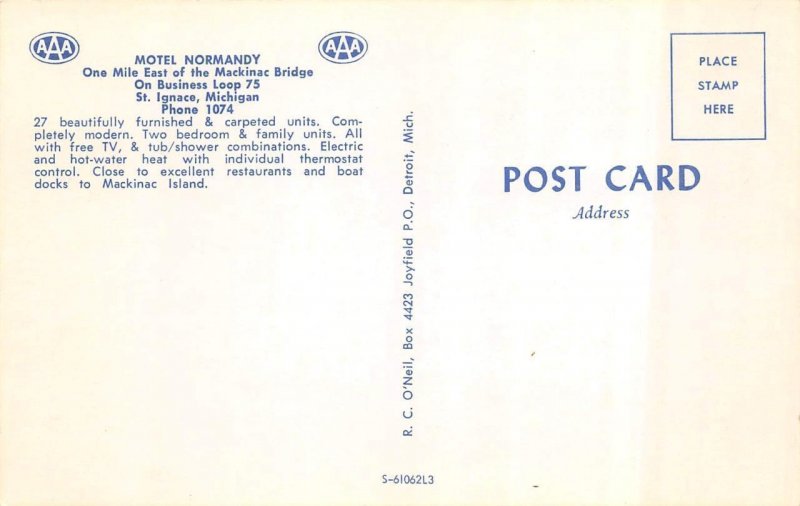 AAA
AAA
MOTEL NORMANDY
One Mile East of the Mackinac Bridge
On Business Loop 75
St. Ignace, Michigan
Phone 1074
27 beautifully furnished & carpeted units. Com-
pletely modern. Two bedroom & family units. All
with free TV, & tub/shower combinations. Electric
and hot-water heat with individual thermostat
control. Close to excellent restaurants and boat
docks to Mackinac Island.
R. C. O'Neil, Box 4423 Joyfield P.O., Detroit, Mich.
PLACE
STAMP
HERE
POST CARD
Address
S-61062L3